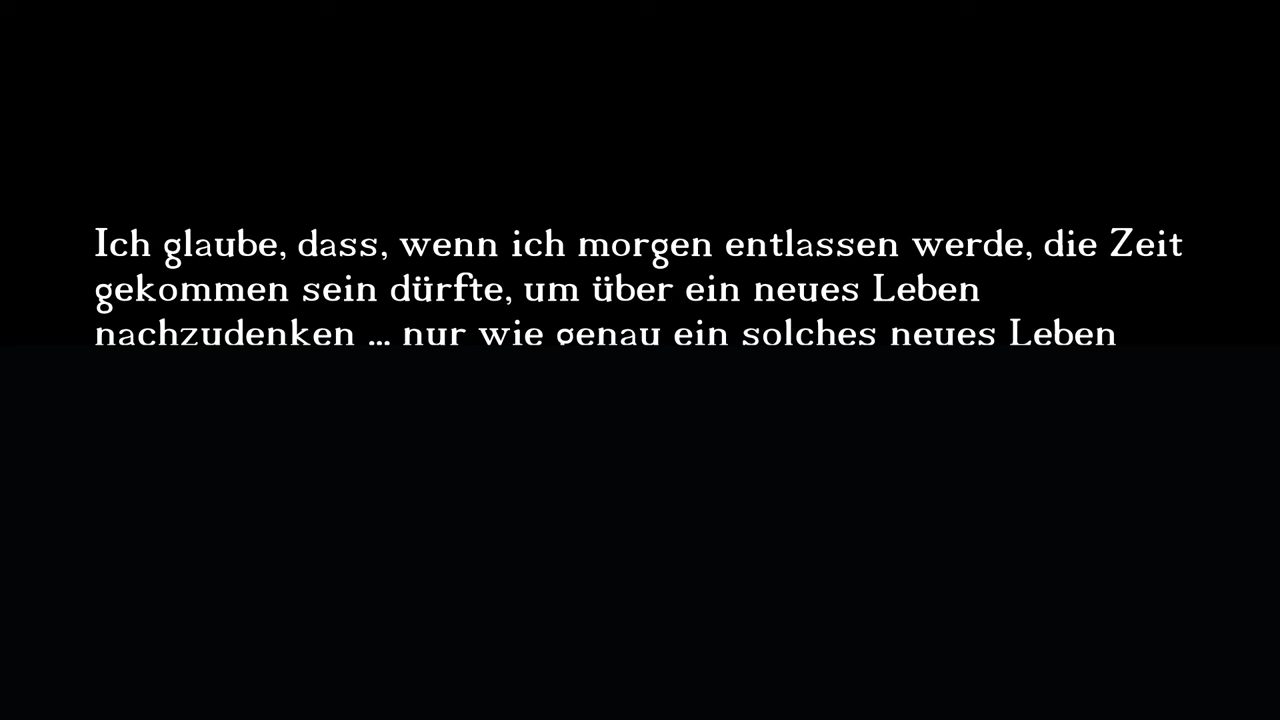 Ich glaube, dass, wenn ich morgen entlassen werde, die Zeit
gekommen sein dürfte, um über ein neues Leben
nachzudenken ... nur wie genau ein solches neues Leben